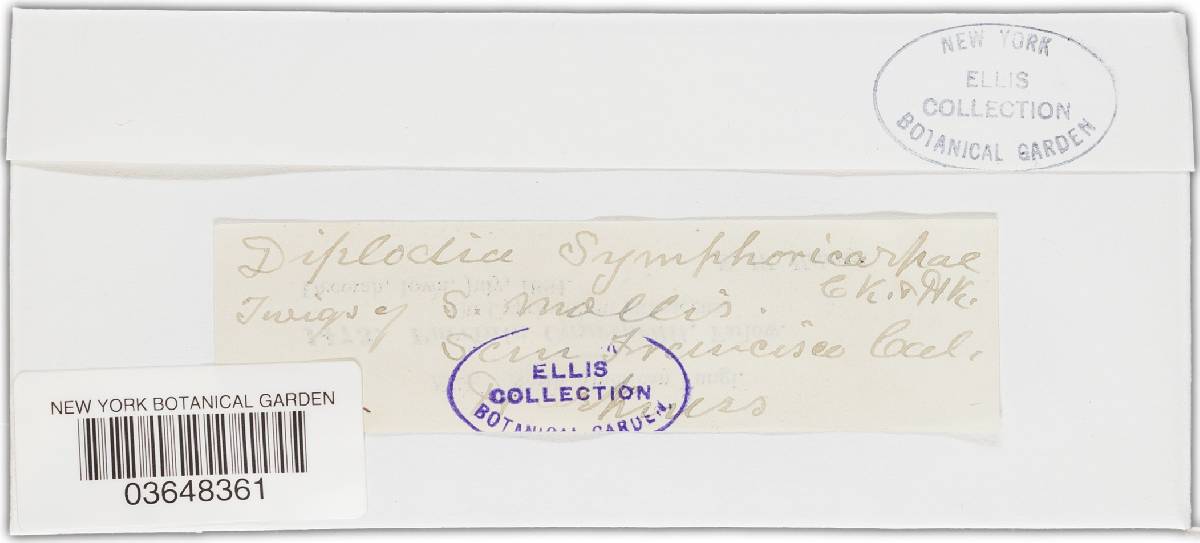 NEW YORK
ELLIS
COLLECTION
BOTANICAL GARDEN
Diplodia Symphoricarpae
Ck. & Hk.
Twigs of S. Mollis.
San Francisco Cal.
ELLIS
COLLECTION
BOTANICAL GARDEN
NEW YORK BOTANICAL GARDEN
03648361